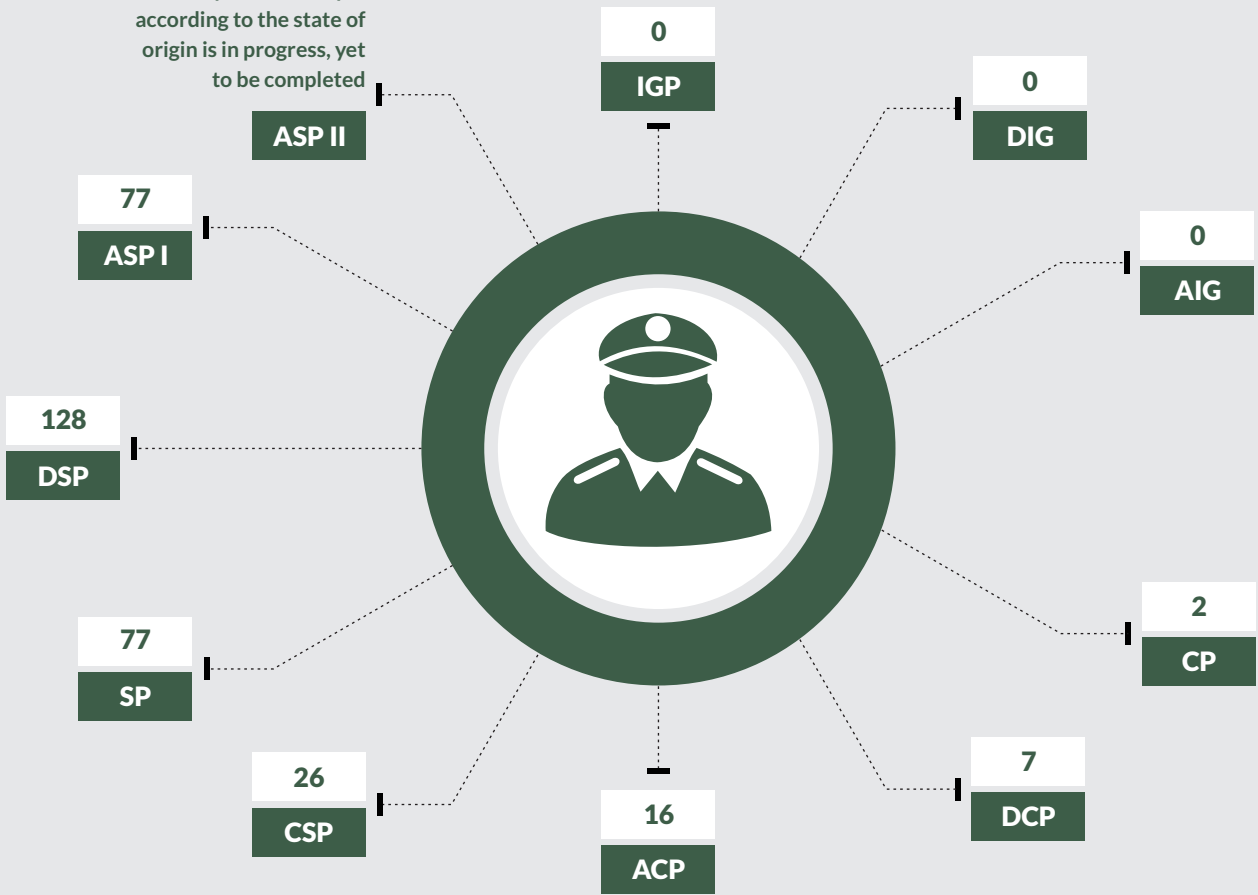 according to the state of
origin is in progress, yet
to be completed
ASP II
0
IGP
0
DIG
0
AIG
2
CP
7
DCP
16
ACP
26
CSP
77
SP
128
DSP
77
ASP I